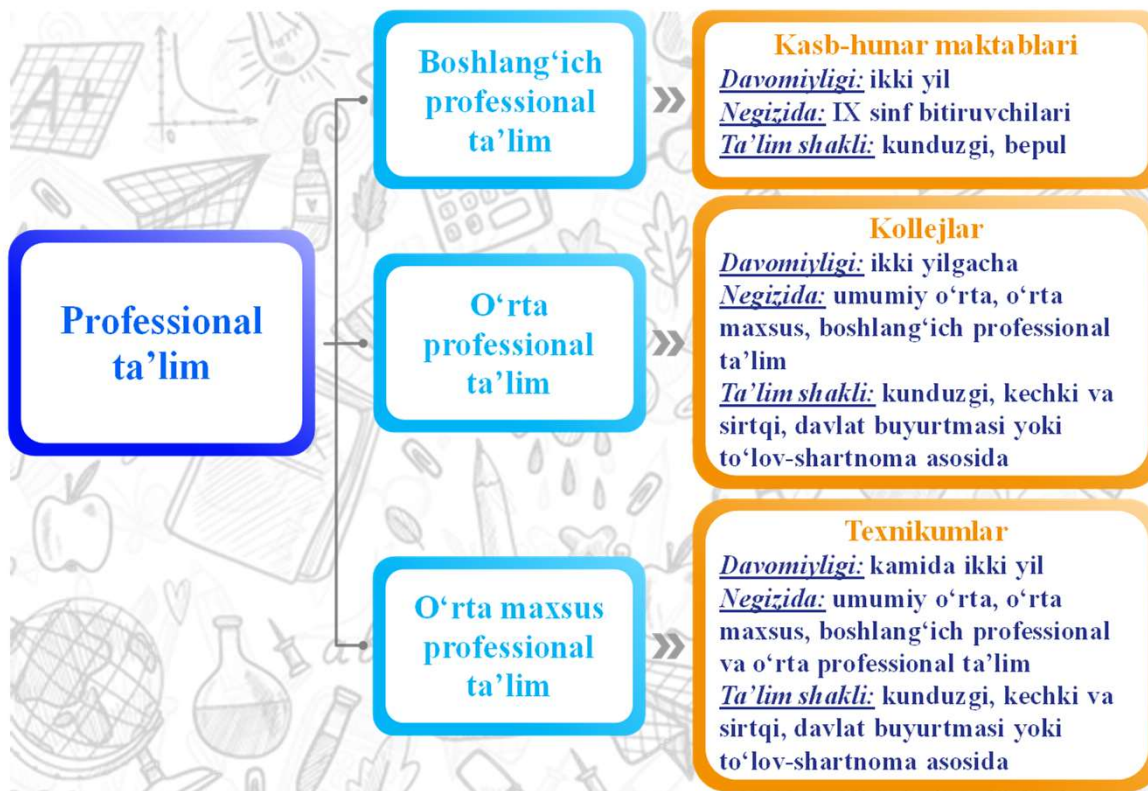 Professional
ta’lim
Boshlang‘ich
professional
ta’lim
Kasb-hunar maktablari
Davomiyligi: ikki yil
Negizida: IX sinf bitiruvchilari
Ta’lim shakli: kunduzgi, bepul
O‘rta
professional
ta’lim
Kollejlar
Davomiyligi: ikki yilgacha
Negizida: umumiy o‘rta, o‘rta
maxsus, boshlang‘ich professional
ta’lim
Ta’lim shakli: kunduzgi, kechki va
sirtqi, davlat buyurtmasi yoki
to‘lov-shartnoma asosida
O‘rta maxsus
professional
ta’lim
Texnikumlar
Davomiyligi: kamida ikki yil
Negizida: umumiy o‘rta, o‘rta
maxsus, boshlang‘ich professional
va o‘rta professional ta’lim
Ta’lim shakli: kunduzgi, kechki va
sirtqi, davlat buyurtmasi yoki
to‘lov-shartnoma asosida
A+